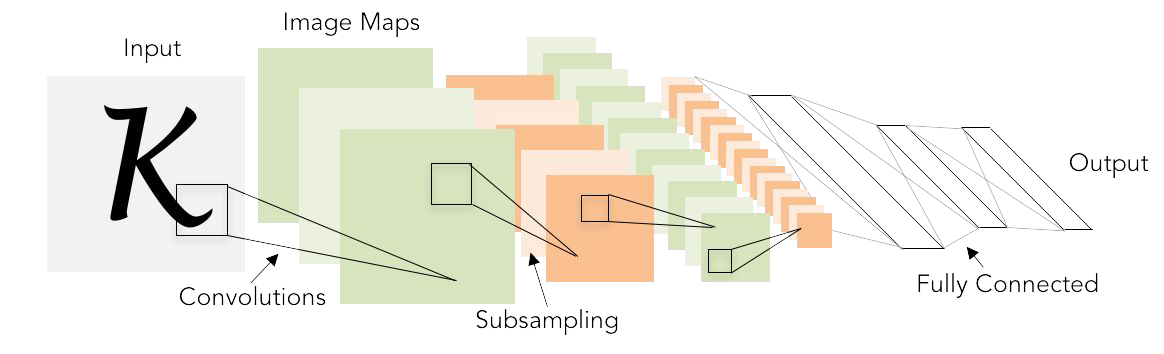 Input
Image Maps
K
Output
Convolutions
Subsampling
Fully Connected